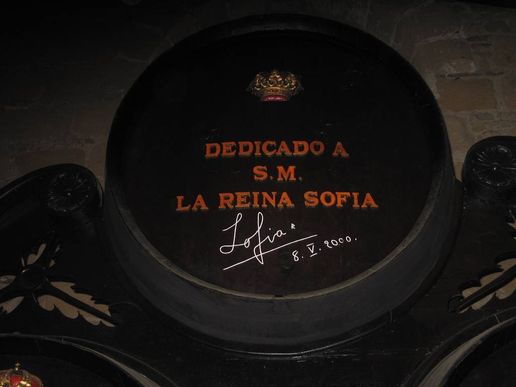 DEDICADO A
S.M.
LA REINA SOFIA
Sofia R
8. V. 2000.